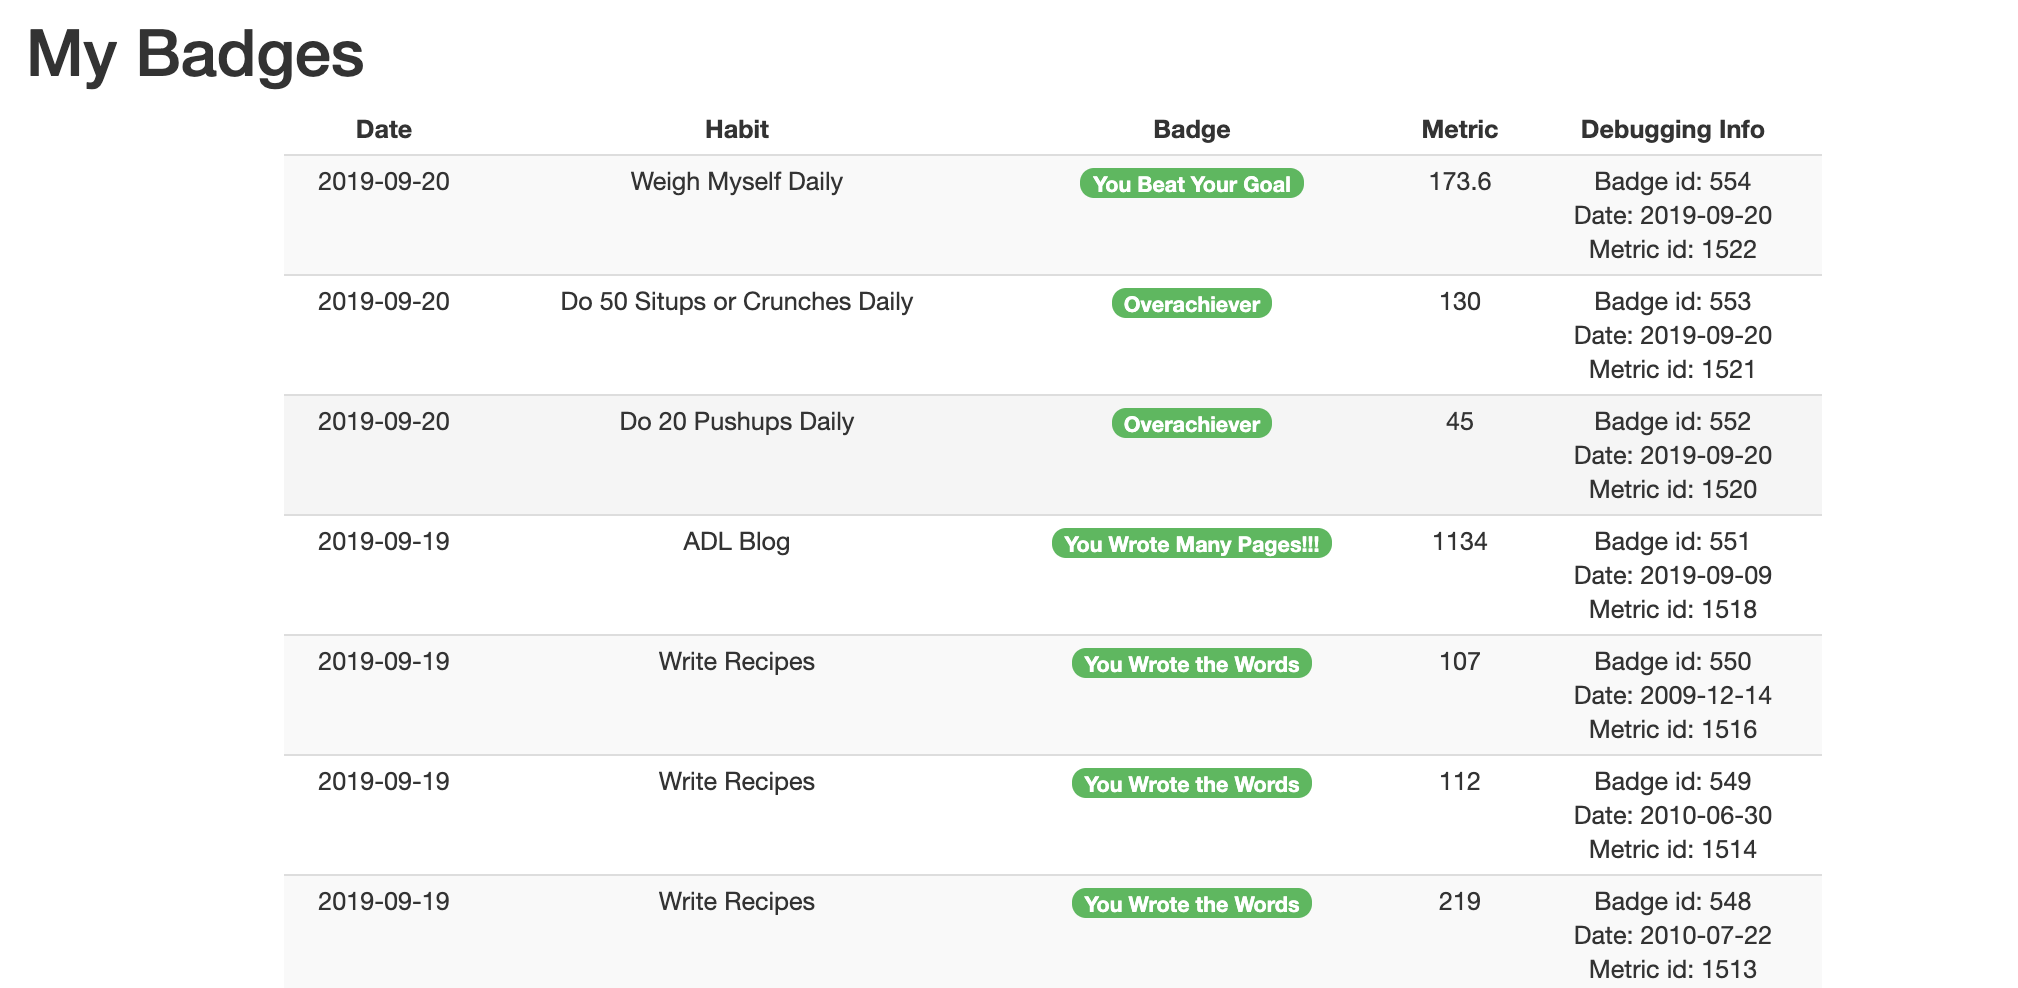 My Badges
Date Habit Badge Metric Debugging Info
2019-09-20 Weigh Myself Daily You Beat Your Goal 173.6 Badge id: 554
Date: 2019-09-20
Metric id: 1522
2019-09-20 Do 50 Situps or Crunches Daily Overachiever 130 Badge id: 553
Date: 2019-09-20
Metric id: 1521
2019-09-20 Do 20 Pushups Daily Overachiever 45 Badge id: 552
Date: 2019-09-20
Metric id: 1520
2019-09-19 ADL Blog You Wrote Many Pages!!! 1134 Badge id: 551
Date: 2019-09-09
Metric id: 1518
2019-09-19 Write Recipes You Wrote the Words 107 Badge id: 550
Date: 2009-12-14
Metric id: 1516
2019-09-19 Write Recipes You Wrote the Words 112 Badge id: 549
Date: 2010-06-30
Metric id: 1514
2019-09-19 Write Recipes You Wrote the Words 219 Badge id: 548
Date: 2010-07-22
Metric id: 1513